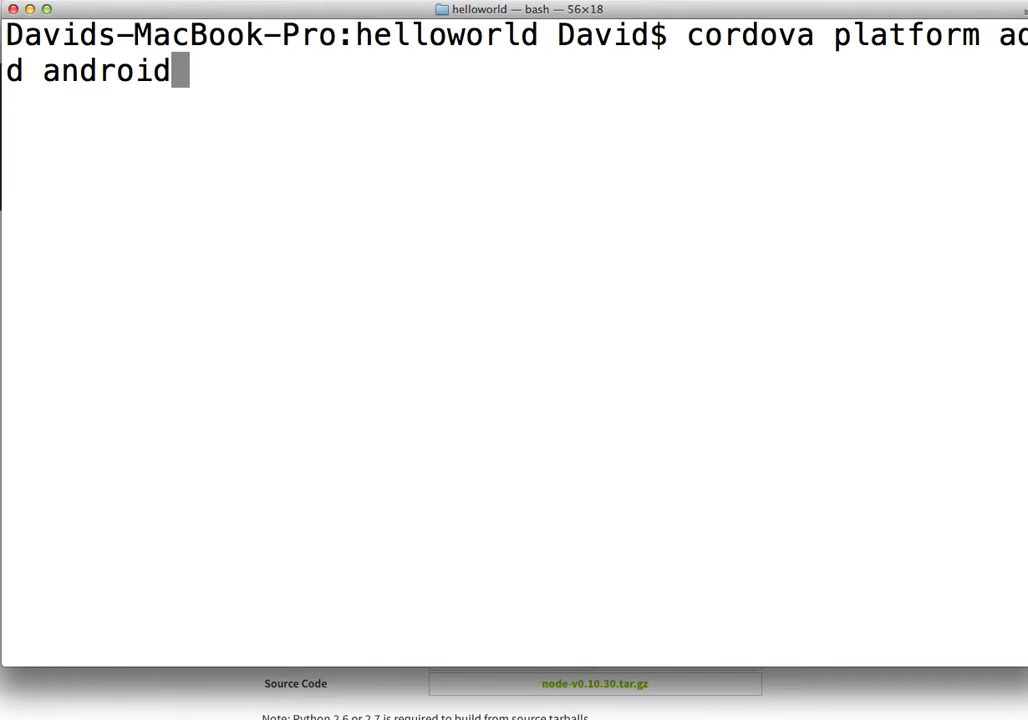 helloworld — bash — 56×18
Davids-MacBook-Pro:helloworld David$ cordova platform ad
d android
Source Code node-v0.10.30.tar.gz
Note: Python 2.6 or 2.7 is required to build from source tarballs.